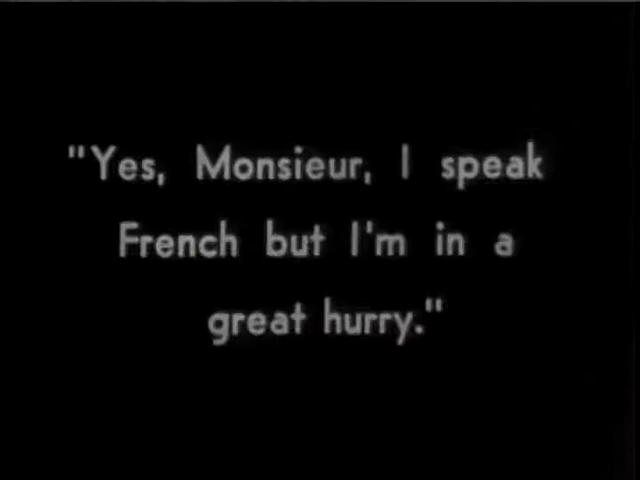 "Yes, Monsieur, I speak
French but I'm in a
great hurry."